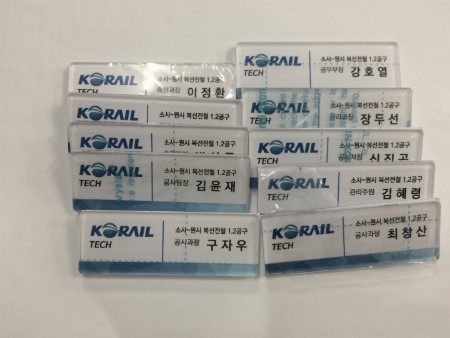 KORAIL
TECH
소사~원시 복선전철 1,2공구
이정환
KORAIL
소사~원시 복선전철 1,2공구
KORAIL
소사~원시 복선전철 1,2공구
KORAIL
TECH
소사~원시 복선전철 1,2공구
공사팀장 김윤재
KORAIL
TECH
소사~원시 복선전철 1,2공구
공사과장 구자우
KORAIL
TECH
소사~원시 복선전철 1,2공구
공무부장 강호열
KORAIL
TECH
소사~원시 복선전철 1,2공구
장두선
KORAIL
TECH
소사~원시 복선전철 1,2공구
공사차장
KORAIL
TECH
소사~원시 복선전철 1,2공구
관리주임 김혜령
KORAIL
TECH
소사~원시 복선전철 1,2공구
공사과장 최창산